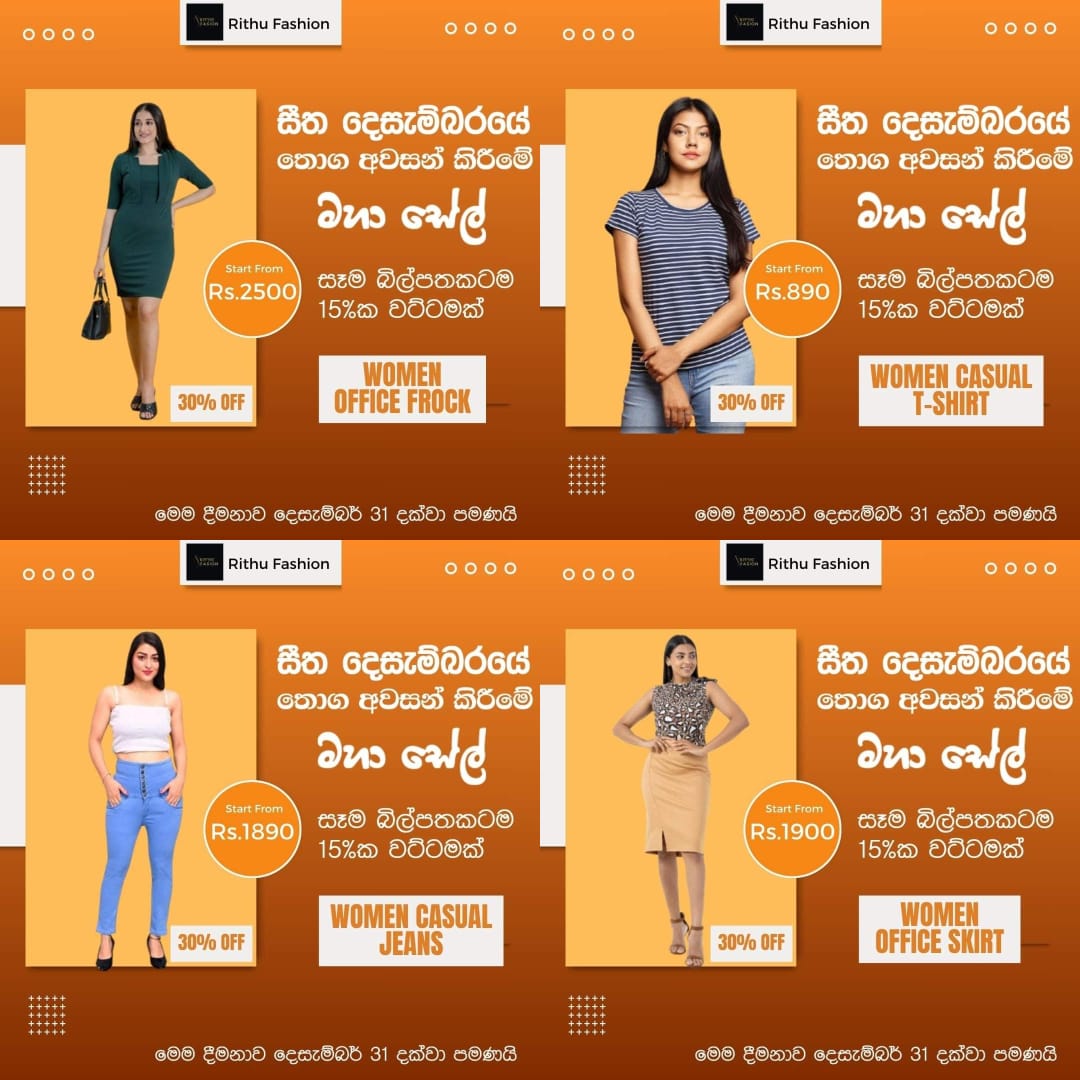 Rithu Fashion
සීත දෙසැම්බරයේ
තොග අවසන් කිරීමේ
මහා සේල්
Start From
Rs.2500
සෑම බිල්පතකටම
15%ක වට්ටමක්
30% OFF
WOMEN
OFFICE FROCK
මෙම දීමනාව දෙසැම්බර් 31 දක්වා පමණයි
Rithu Fashion
සීත දෙසැම්බරයේ
තොග අවසන් කිරීමේ
මහා සේල්
Start From
Rs.890
සෑම බිල්පතකටම
15%ක වට්ටමක්
30% OFF
WOMEN CASUAL
T-SHIRT
මෙම දීමනාව දෙසැම්බර් 31 දක්වා පමණයි
Rithu Fashion
සීත දෙසැම්බරයේ
තොග අවසන් කිරීමේ
මහා සේල්
Start From
Rs.1890
සෑම බිල්පතකටම
15%ක වට්ටමක්
30% OFF
WOMEN CASUAL
JEANS
මෙම දීමනාව දෙසැම්බර් 31 දක්වා පමණයි
Rithu Fashion
සීත දෙසැම්බරයේ
තොග අවසන් කිරීමේ
මහා සේල්
Start From
Rs.1900
සෑම බිල්පතකටම
15%ක වට්ටමක්
30% OFF
WOMEN
OFFICE SKIRT
මෙම දීමනාව දෙසැම්බර් 31 දක්වා පමණයි